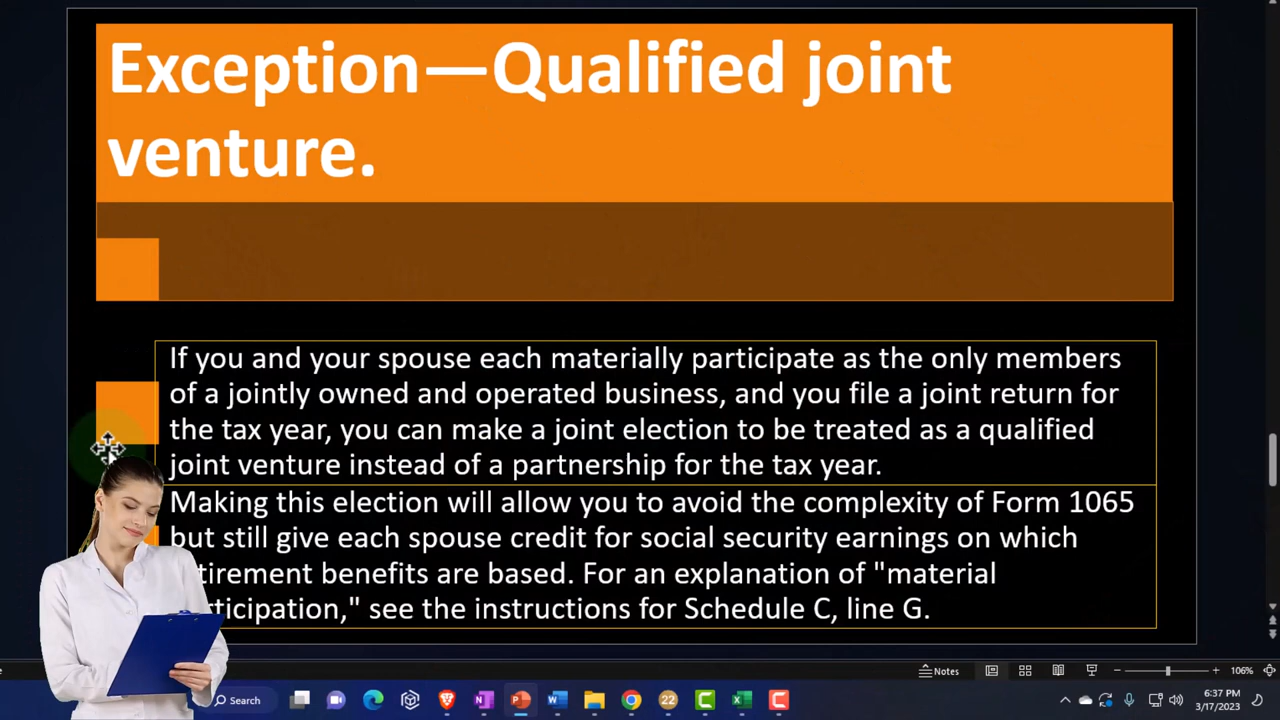 Exception—Qualified joint
venture.
If you and your spouse each materially participate as the only members
of a jointly owned and operated business, and you file a joint return for
the tax year, you can make a joint election to be treated as a qualified
joint venture instead of a partnership for the tax year.
Making this election will allow you to avoid the complexity of Form 1065
but still give each spouse credit for social security earnings on which
tirement benefits are based. For an explanation of "material
rticipation," see the instructions for Schedule C, line G.
Notes
106%
Search
22
6:37 PM
3/17/2023